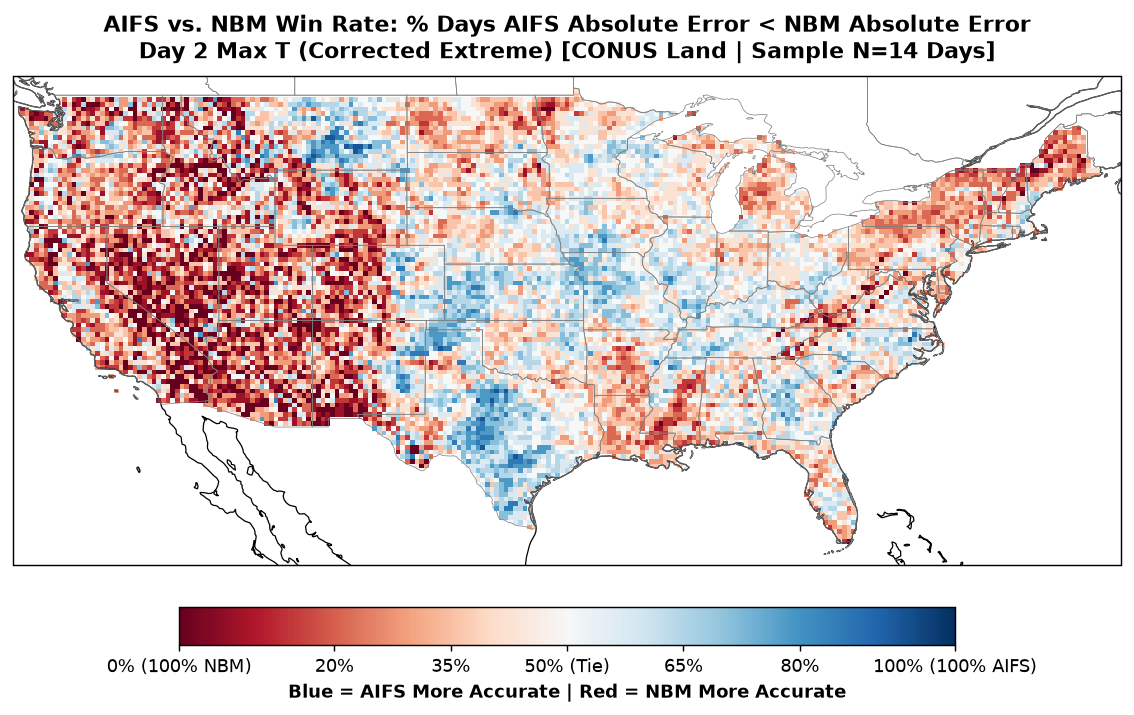 AIFS vs. NBM Win Rate: % Days AIFS Absolute Error < NBM Absolute Error
Day 2 Max T (Corrected Extreme) [CONUS Land | Sample N=14 Days]
0% (100% NBM) 20% 35% 50% (Tie) 65% 80% 100% (100% AIFS)
Blue = AIFS More Accurate | Red = NBM More Accurate